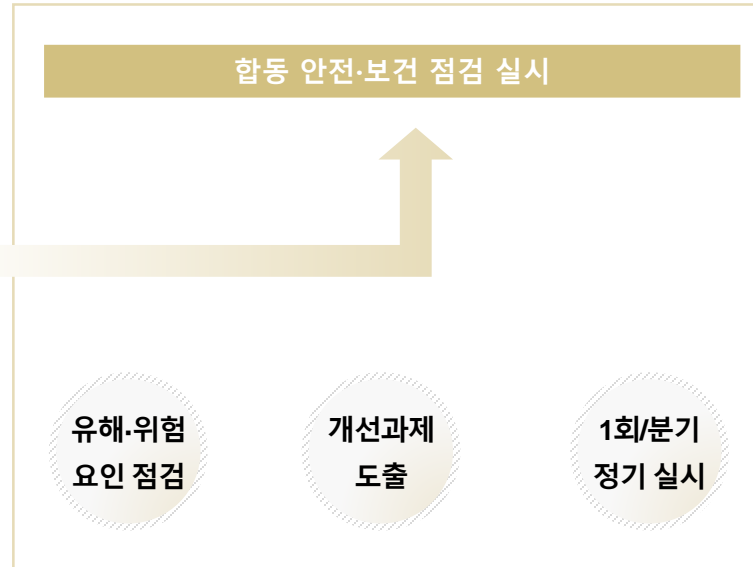 합동 안전·보건 점검 실시
유해·위험
요인 점검
개선과제
도출
1회/분기
정기 실시